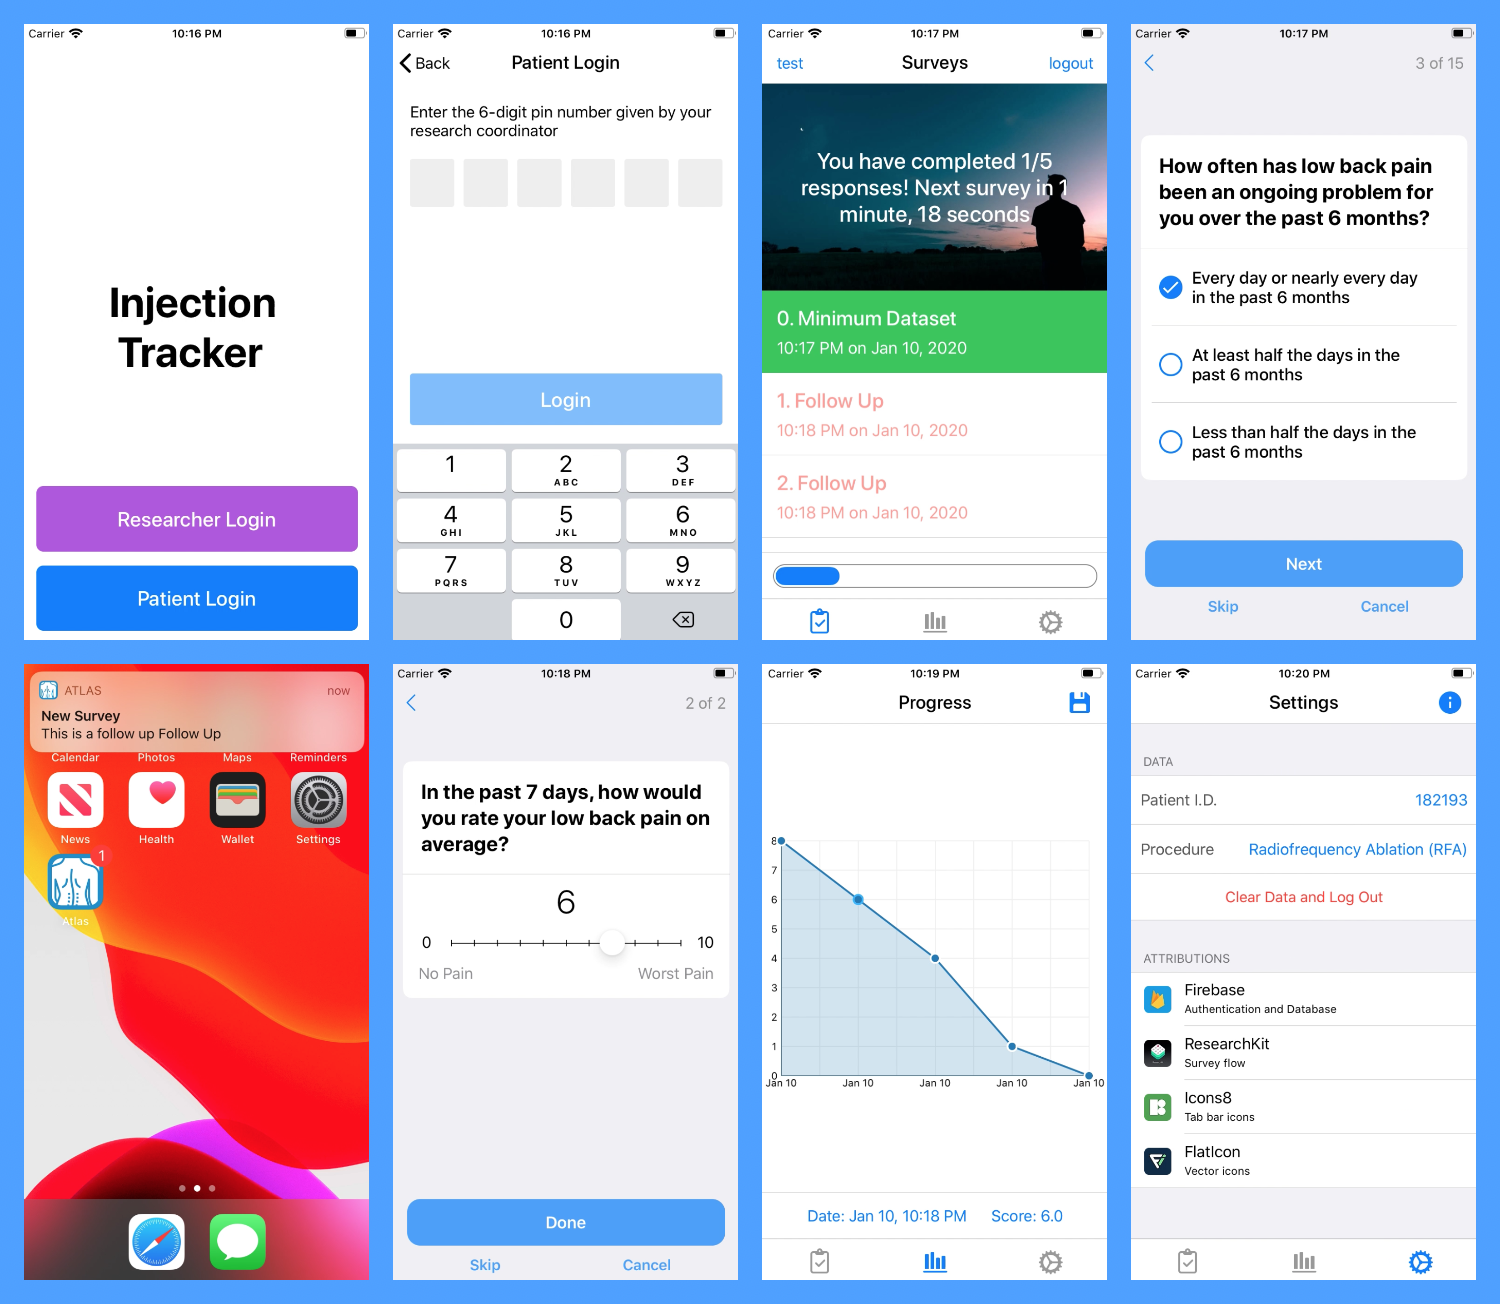 Carrier 10:16 PM
Injection
Tracker
Researcher Login
Patient Login
Carrier 10:16 PM
Back Patient Login
Enter the 6-digit pin number given by your
research coordinator
Login
1 2 3
ABC DEF
4 5 6
GHI JKL MNO
7 8 9
PQRS TUV WXYZ
0
Carrier 10:17 PM
test Surveys logout
You have completed 1/5
responses! Next survey in 1
minute, 18 seconds
0. Minimum Dataset
10:17 PM on Jan 10, 2020
1. Follow Up
10:18 PM on Jan 10, 2020
2. Follow Up
10:18 PM on Jan 10, 2020
Carrier 10:17 PM
3 of 15
How often has low back pain
been an ongoing problem for
you over the past 6 months?
Every day or nearly every day
in the past 6 months
At least half the days in the
past 6 months
Less than half the days in the
past 6 months
Next
Skip Cancel
ATLAS now
New Survey
This is a follow up Follow Up
Calendar Photos Maps Reminders
News Health Wallet Settings
1
Atlas
Carrier 10:18 PM
2 of 2
In the past 7 days, how would
you rate your low back pain on
average?
6
0 10
No Pain Worst Pain
Done
Skip Cancel
Carrier 10:19 PM
Progress
8
7
6
5
4
3
2
1
0
Jan 10 Jan 10 Jan 10 Jan 10 Jan 10
Date: Jan 10, 10:18 PM Score: 6.0
Carrier 10:20 PM
Settings
DATA
Patient I.D. 182193
Procedure Radiofrequency Ablation (RFA)
Clear Data and Log Out
ATTRIBUTIONS
Firebase
Authentication and Database
ResearchKit
Survey flow
Icons8
Tab bar icons
FlatIcon
Vector icons